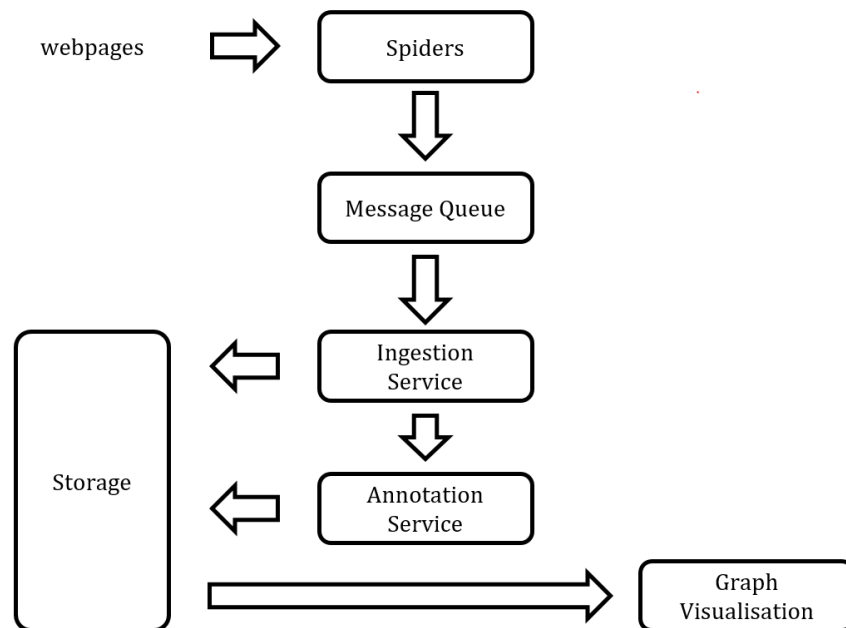 webpages
Spiders
Message Queue
Ingestion
Service
Storage
Annotation
Service
Graph
Visualisation